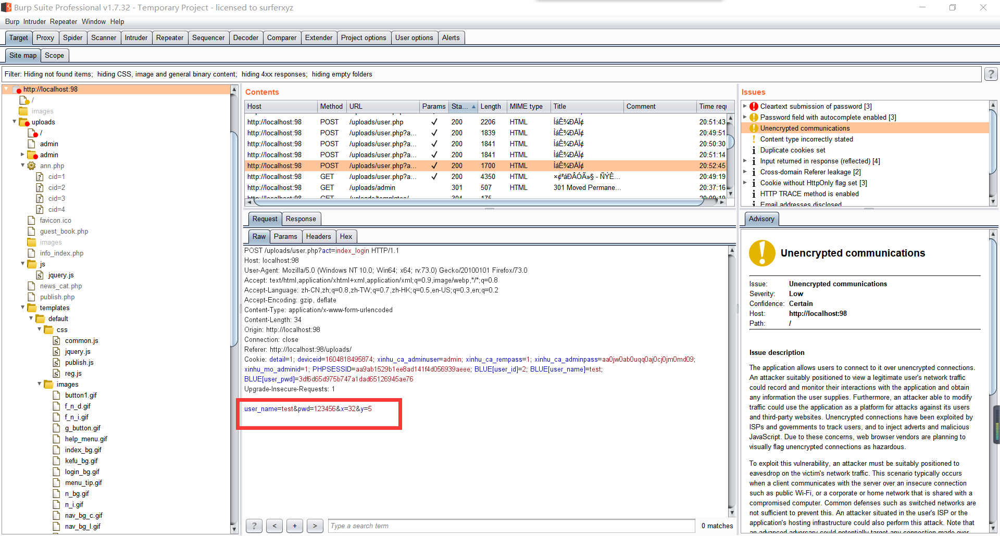 Burp Suite Professional v1.7.32 - Temporary Project - licensed to surferxyz
Burp Intruder Repeater Window Help
Target Proxy Spider Scanner Intruder Repeater Sequencer Decoder Comparer Extender Project options User options Alerts
Site map Scope
Filter: Hiding not found items; hiding CSS, image and general binary content; hiding 4xx responses; hiding empty folders
?
http://localhost:98
/
images
uploads
/
admin
admin
ann.php
cid=1
cid=2
cid=3
cid=4
favicon.ico
guest_book.php
images
info_index.php
js
jquery.js
news_cat.php
publish.php
templates
default
css
common.js
jquery.js
publish.js
reg.js
images
button1.gif
f_n_d.gif
f_n_i.gif
g_button.gif
help_menu.gif
index_bg.gif
kefu_bg.gif
login_bg.gif
menu_tip.gif
n_bg.gif
n_i.gif
nav_bg_c.gif
nav_bg_l.gif
Contents
Host Method URL Params Sta... Length MIME type Title Comment Time requ
http://localhost:98 POST /uploads/user.php ✓ 200 2206 HTML ÌáÊ¾ÐÅÏ¢ 20:51:43
http://localhost:98 POST /uploads/user.php?a... ✓ 200 1839 HTML ÌáÊ¾ÐÅÏ¢ 20:49:51
http://localhost:98 POST /uploads/user.php?a... ✓ 200 1841 HTML ÌáÊ¾ÐÅÏ¢ 20:50:30
http://localhost:98 POST /uploads/user.php?a... ✓ 200 1841 HTML ÌáÊ¾ÐÅÏ¢ 20:51:14
http://localhost:98 POST /uploads/user.php?a... ✓ 200 1700 HTML ÌáÊ¾ÐÅÏ¢ 20:52:45
http://localhost:98 GET /uploads/user.php?a... ✓ 200 4350 HTML ×¢²áÐÂÓÃ»§ - ÑÝÊ... 20:49:19
http://localhost:98 GET /uploads/admin 301 507 HTML 301 Moved Permane... 20:37:16
http://localhost:98 GET /uploads/templates/ 304 175 20:09:19
Request Response
Raw Params Headers Hex
POST /uploads/user.php?act=index_login HTTP/1.1
Host: localhost:98
User-Agent: Mozilla/5.0 (Windows NT 10.0; Win64; x64; rv:73.0) Gecko/20100101 Firefox/73.0
Accept: text/html,application/xhtml+xml,application/xml;q=0.9,image/webp,*/*;q=0.8
Accept-Language: zh-CN,zh;q=0.8,zh-TW;q=0.7,zh-HK;q=0.5,en-US;q=0.3,en;q=0.2
Accept-Encoding: gzip, deflate
Content-Type: application/x-www-form-urlencoded
Content-Length: 34
Origin: http://localhost:98
Connection: close
Referer: http://localhost:98/uploads/
Cookie: detail=1; deviceid=1604818495874; xinhu_ca_adminuser=admin; xinhu_ca_rempass=1; xinhu_ca_adminpass=aa0jw0ab0uqq0aj0cj0jm0md09;
xinhu_mo_adminid=1; PHPSESSID=aa9ab1529b1ee8ad141f4d056939aeee; BLUE[user_id]=2; BLUE[user_name]=test;
BLUE[user_pwd]=3df6d65d975b747a1dad65126945ae76
Upgrade-Insecure-Requests: 1
user_name=test&pwd=123456&x=32&y=5
? < + > Type a search term 0 matches
Issues
Cleartext submission of password [3]
Password field with autocomplete enabled [3]
Unencrypted communications
Content type incorrectly stated
Duplicate cookies set
Input returned in response (reflected) [4]
Cross-domain Referer leakage [2]
Cookie without HttpOnly flag set [3]
HTTP TRACE method is enabled
Email addresses disclosed
Advisory
Unencrypted communications
Issue: Unencrypted communications
Severity: Low
Confidence: Certain
Host: http://localhost:98
Path: /
Issue description
The application allows users to connect to it over unencrypted connections.
An attacker suitably positioned to view a legitimate user's network traffic
could record and monitor their interactions with the application and obtain
any information the user supplies. Furthermore, an attacker able to modify
traffic could use the application as a platform for attacks against its users
and third-party websites. Unencrypted connections have been exploited by
ISPs and governments to track users, and to inject adverts and malicious
JavaScript. Due to these concerns, web browser vendors are planning to
visually flag unencrypted connections as hazardous.
To exploit this vulnerability, an attacker must be suitably positioned to
eavesdrop on the victim's network traffic. This scenario typically occurs
when a client communicates with the server over an insecure connection
such as public Wi-Fi, or a corporate or home network that is shared with a
compromised computer. Common defenses such as switched networks are
not sufficient to prevent this. An attacker situated in the user's ISP or the
application's hosting infrastructure could also perform this attack. Note that
an advanced adversary could potentially target any connection made over